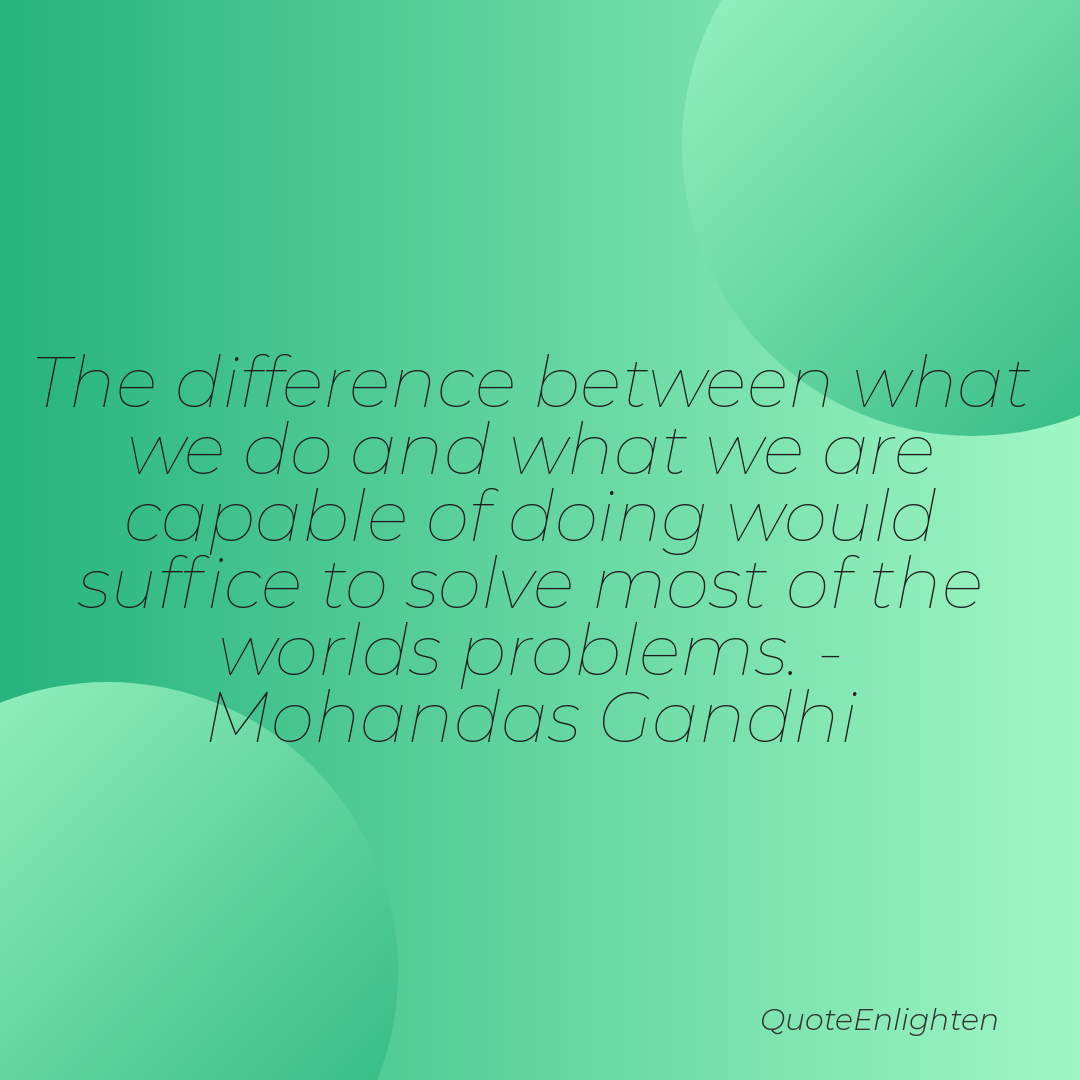 The difference between what
we do and what we are
capable of doing would
suffice to solve most of the
worlds problems. -
Mohandas Gandhi
QuoteEnlighten